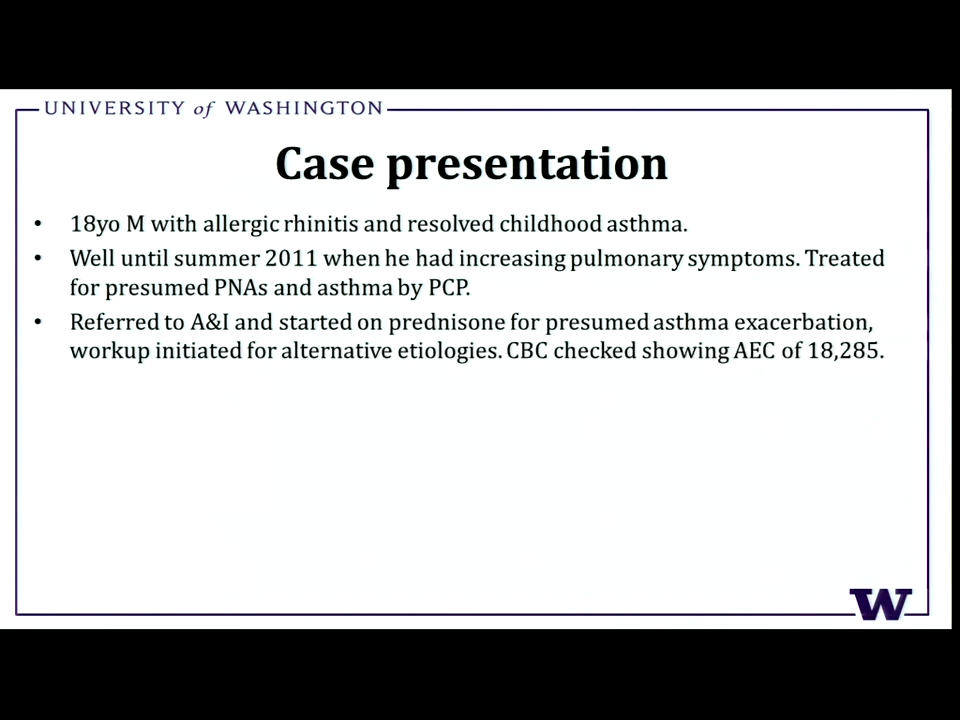 UNIVERSITY of WASHINGTON
Case presentation
• 18yo M with allergic rhinitis and resolved childhood asthma.
• Well until summer 2011 when he had increasing pulmonary symptoms. Treated
for presumed PNAs and asthma by PCP.
• Referred to A&I and started on prednisone for presumed asthma exacerbation,
workup initiated for alternative etiologies. CBC checked showing AEC of 18,285.
W